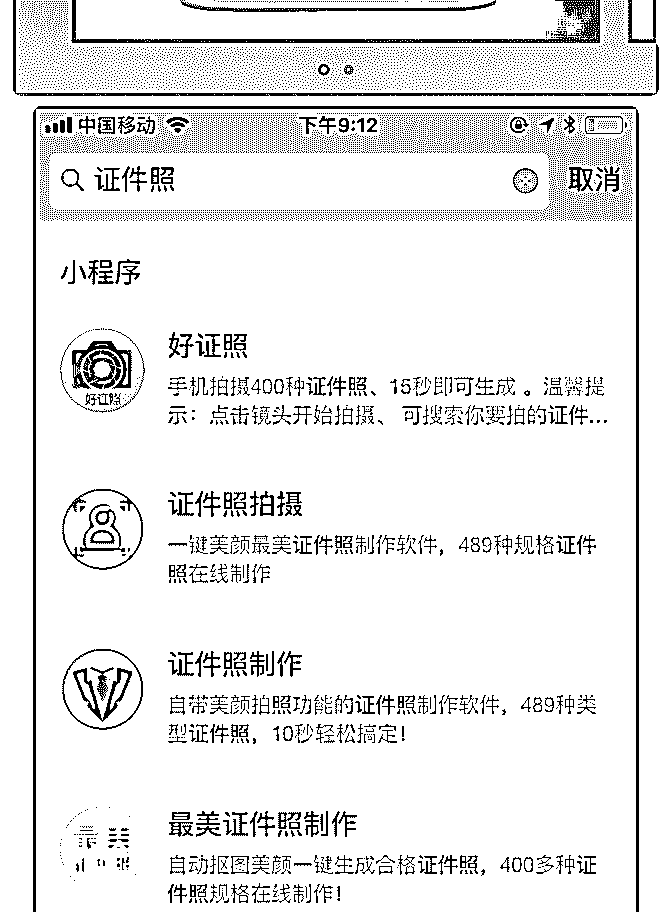 中国移动 下午9:12
证件照 取消
小程序
好证照
好证照
手机拍摄400种证件照、15秒即可生成 。温馨提
示：点击镜头开始拍摄、 可搜索你要拍的证件...
证件照拍摄
一键美颜最美证件照制作软件，489种规格证件
照在线制作
证件照制作
自带美颜拍照功能的证件照制作软件，489种类
型证件照，10秒轻松搞定！
最美证件照制作
最美
自动抠图美颜一键生成合格证件照，400多种证
件照规格在线制作！